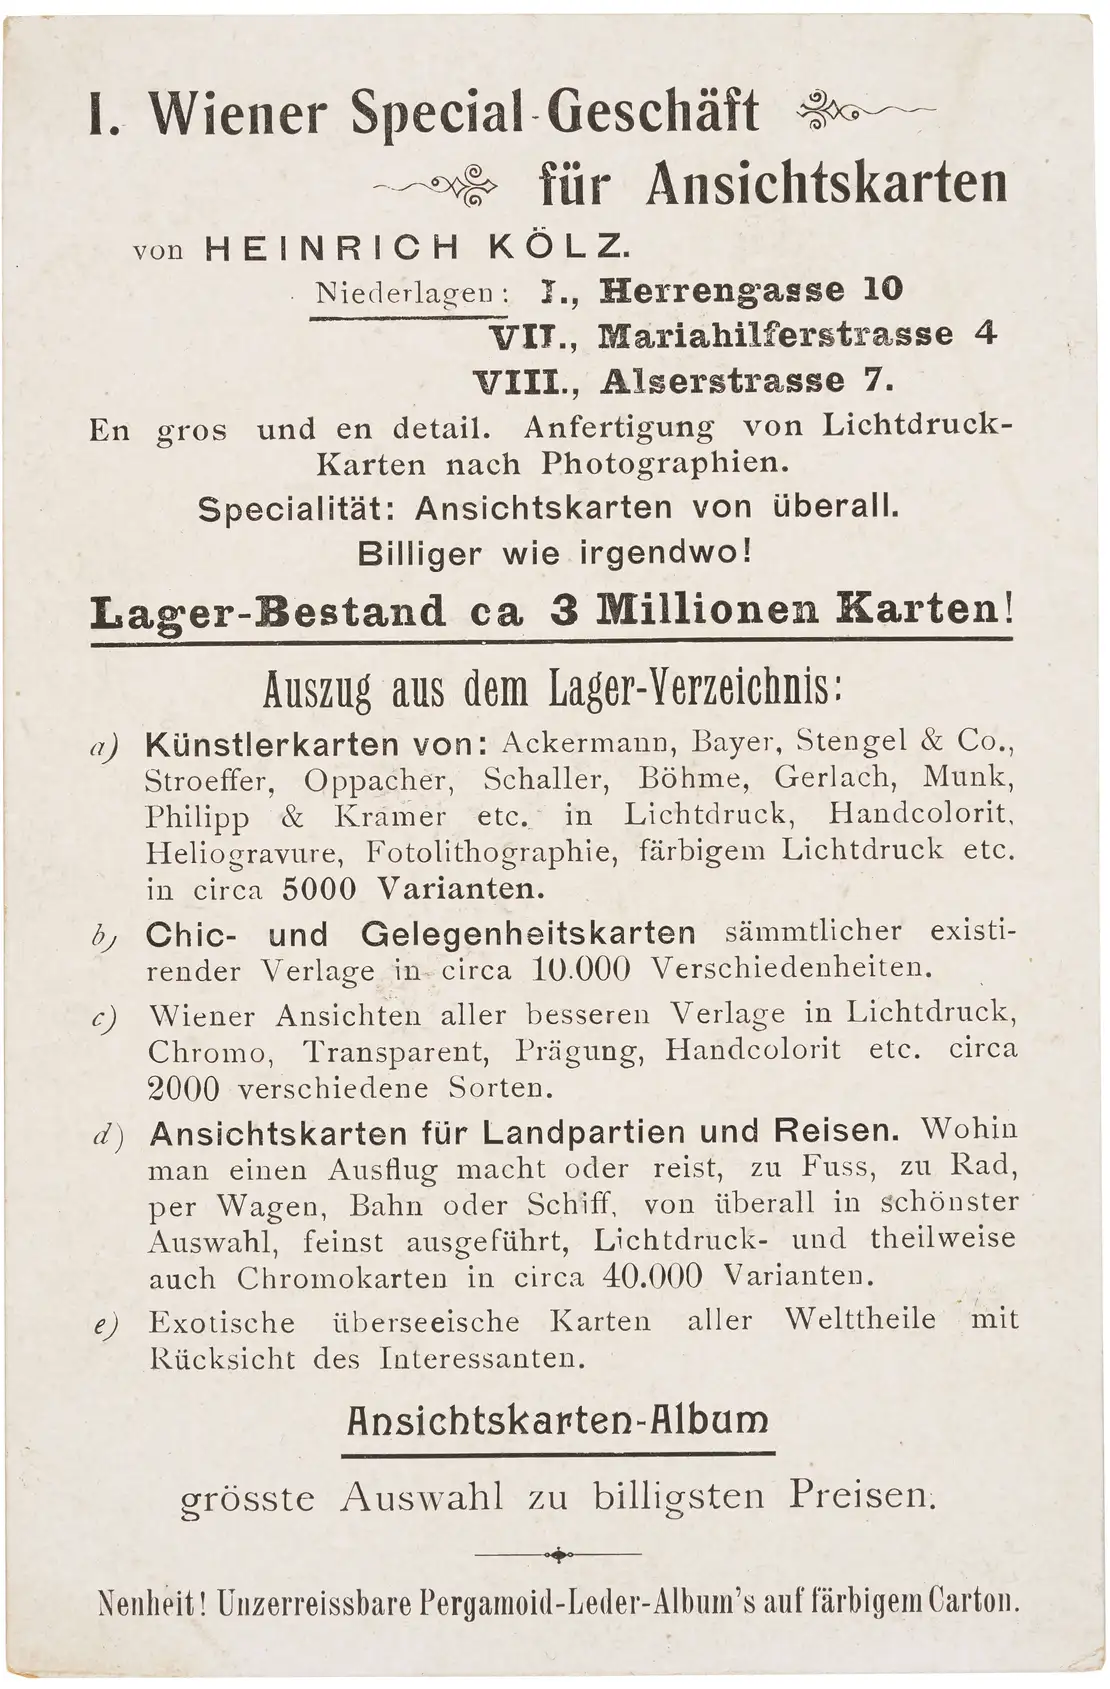 I. Wiener Special-Geschäft
für Ansichtskarten
von HEINRICH KÖLZ.
Niederlagen: I., Herrengasse 10
VII., Mariahilferstrasse 4
VIII., Alserstrasse 7.
En gros und en detail. Anfertigung von Lichtdruck-
Karten nach Photographien.
Specialität: Ansichtskarten von überall.
Billiger wie irgendwo!
Lager-Bestand ca 3 Millionen Karten!
Auszug aus dem Lager-Verzeichnis:
a) Künstlerkarten von: Ackermann, Bayer, Stengel & Co.,
Stroeffer, Oppacher, Schaller, Böhme, Gerlach, Munk,
Philipp & Kramer etc. in Lichtdruck, Handcolorit,
Heliogravure, Fotolithographie, färbigem Lichtdruck etc.
in circa 5000 Varianten.
b) Chic- und Gelegenheitskarten sämmtlicher existi-
render Verlage in circa 10.000 Verschiedenheiten.
c) Wiener Ansichten aller besseren Verlage in Lichtdruck,
Chromo, Transparent, Prägung, Handcolorit etc. circa
2000 verschiedene Sorten.
d) Ansichtskarten für Landpartien und Reisen. Wohin
man einen Ausflug macht oder reist, zu Fuss, zu Rad,
per Wagen, Bahn oder Schiff, von überall in schönster
Auswahl, feinst ausgeführt, Lichtdruck- und theilweise
auch Chromokarten in circa 40.000 Varianten.
e) Exotische überseeische Karten aller Welttheile mit
Rücksicht des Interessanten.
Ansichtskarten-Album
grösste Auswahl zu billigsten Preisen.
Nenheit! Unzerreissbare Pergamoid-Leder-Album's auf färbigem Carton.